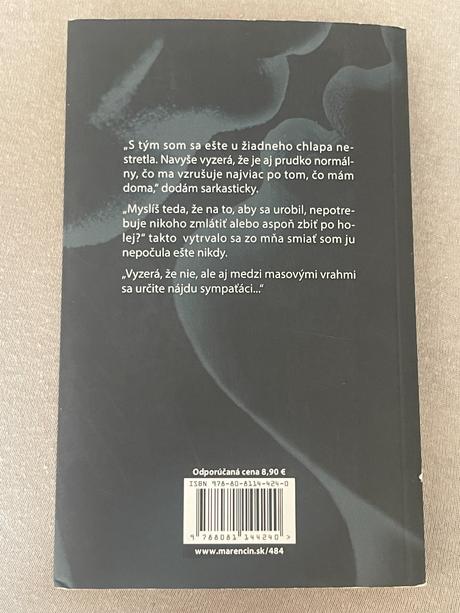 „S tým som sa ešte u žiadneho chlapa ne-
stretla. Navyše vyzerá, že je aj prudko normál-
ny, čo ma vzrušuje najviac po tom, čo mám
doma,“ dodám sarkasticky.
„Myslíš teda, že na to, aby sa urobil, nepotre-
buje nikoho zmlátiť alebo aspoň zbiť po ho-
lej?“ takto vytrvalo sa zo mňa smiať som ju
nepočula ešte nikdy.
„Vyzerá, že nie, ale aj medzi masovými vrahmi
sa určite nájdu sympaťáci...“
Odporúčaná cena 8,90 €
ISBN 978-80-8114-424-0
9 788081 144240 >
www.marencin.sk/484